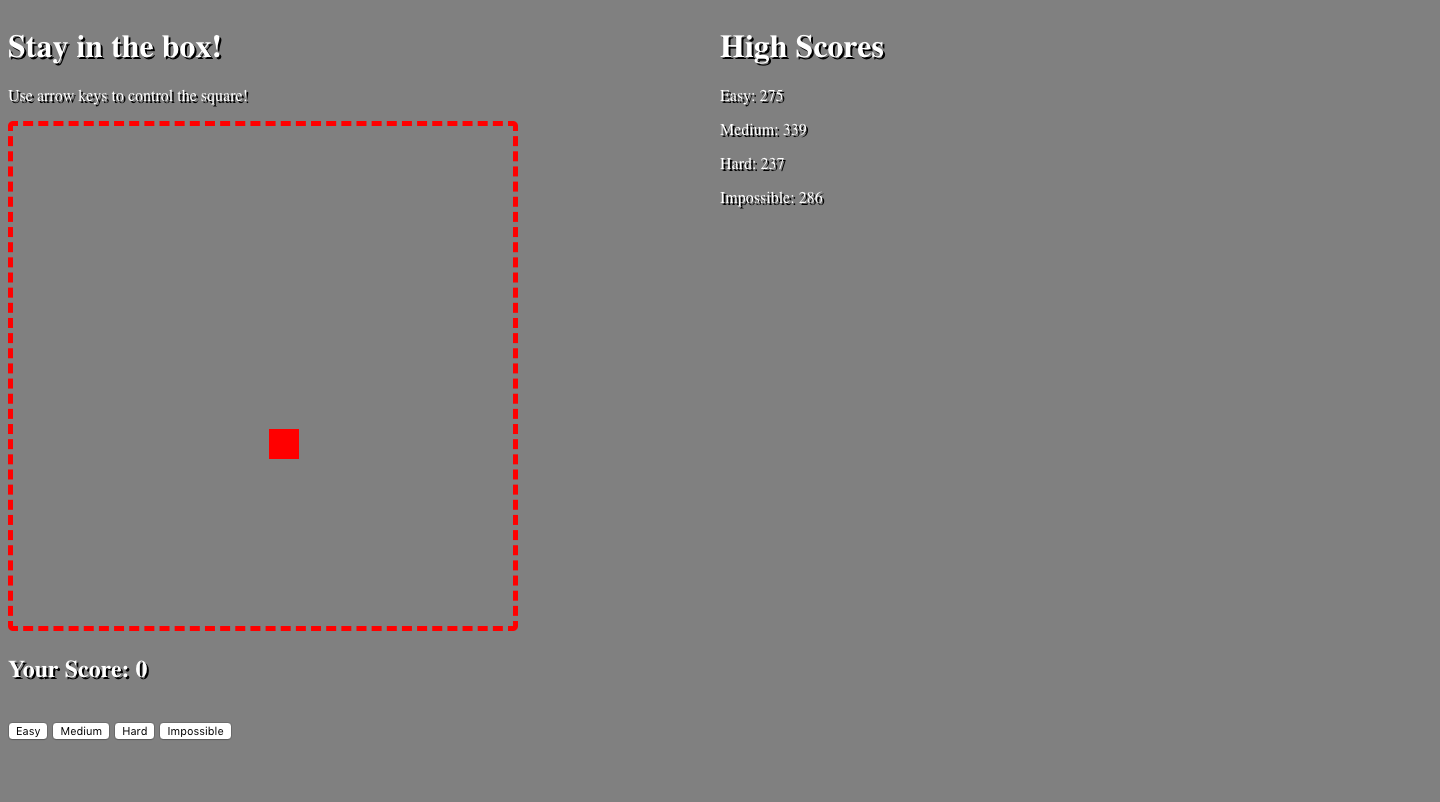 Stay in the box!
Use arrow keys to control the square!
Your Score: 0
Easy Medium Hard Impossible
High Scores
Easy: 275
Medium: 339
Hard: 237
Impossible: 286